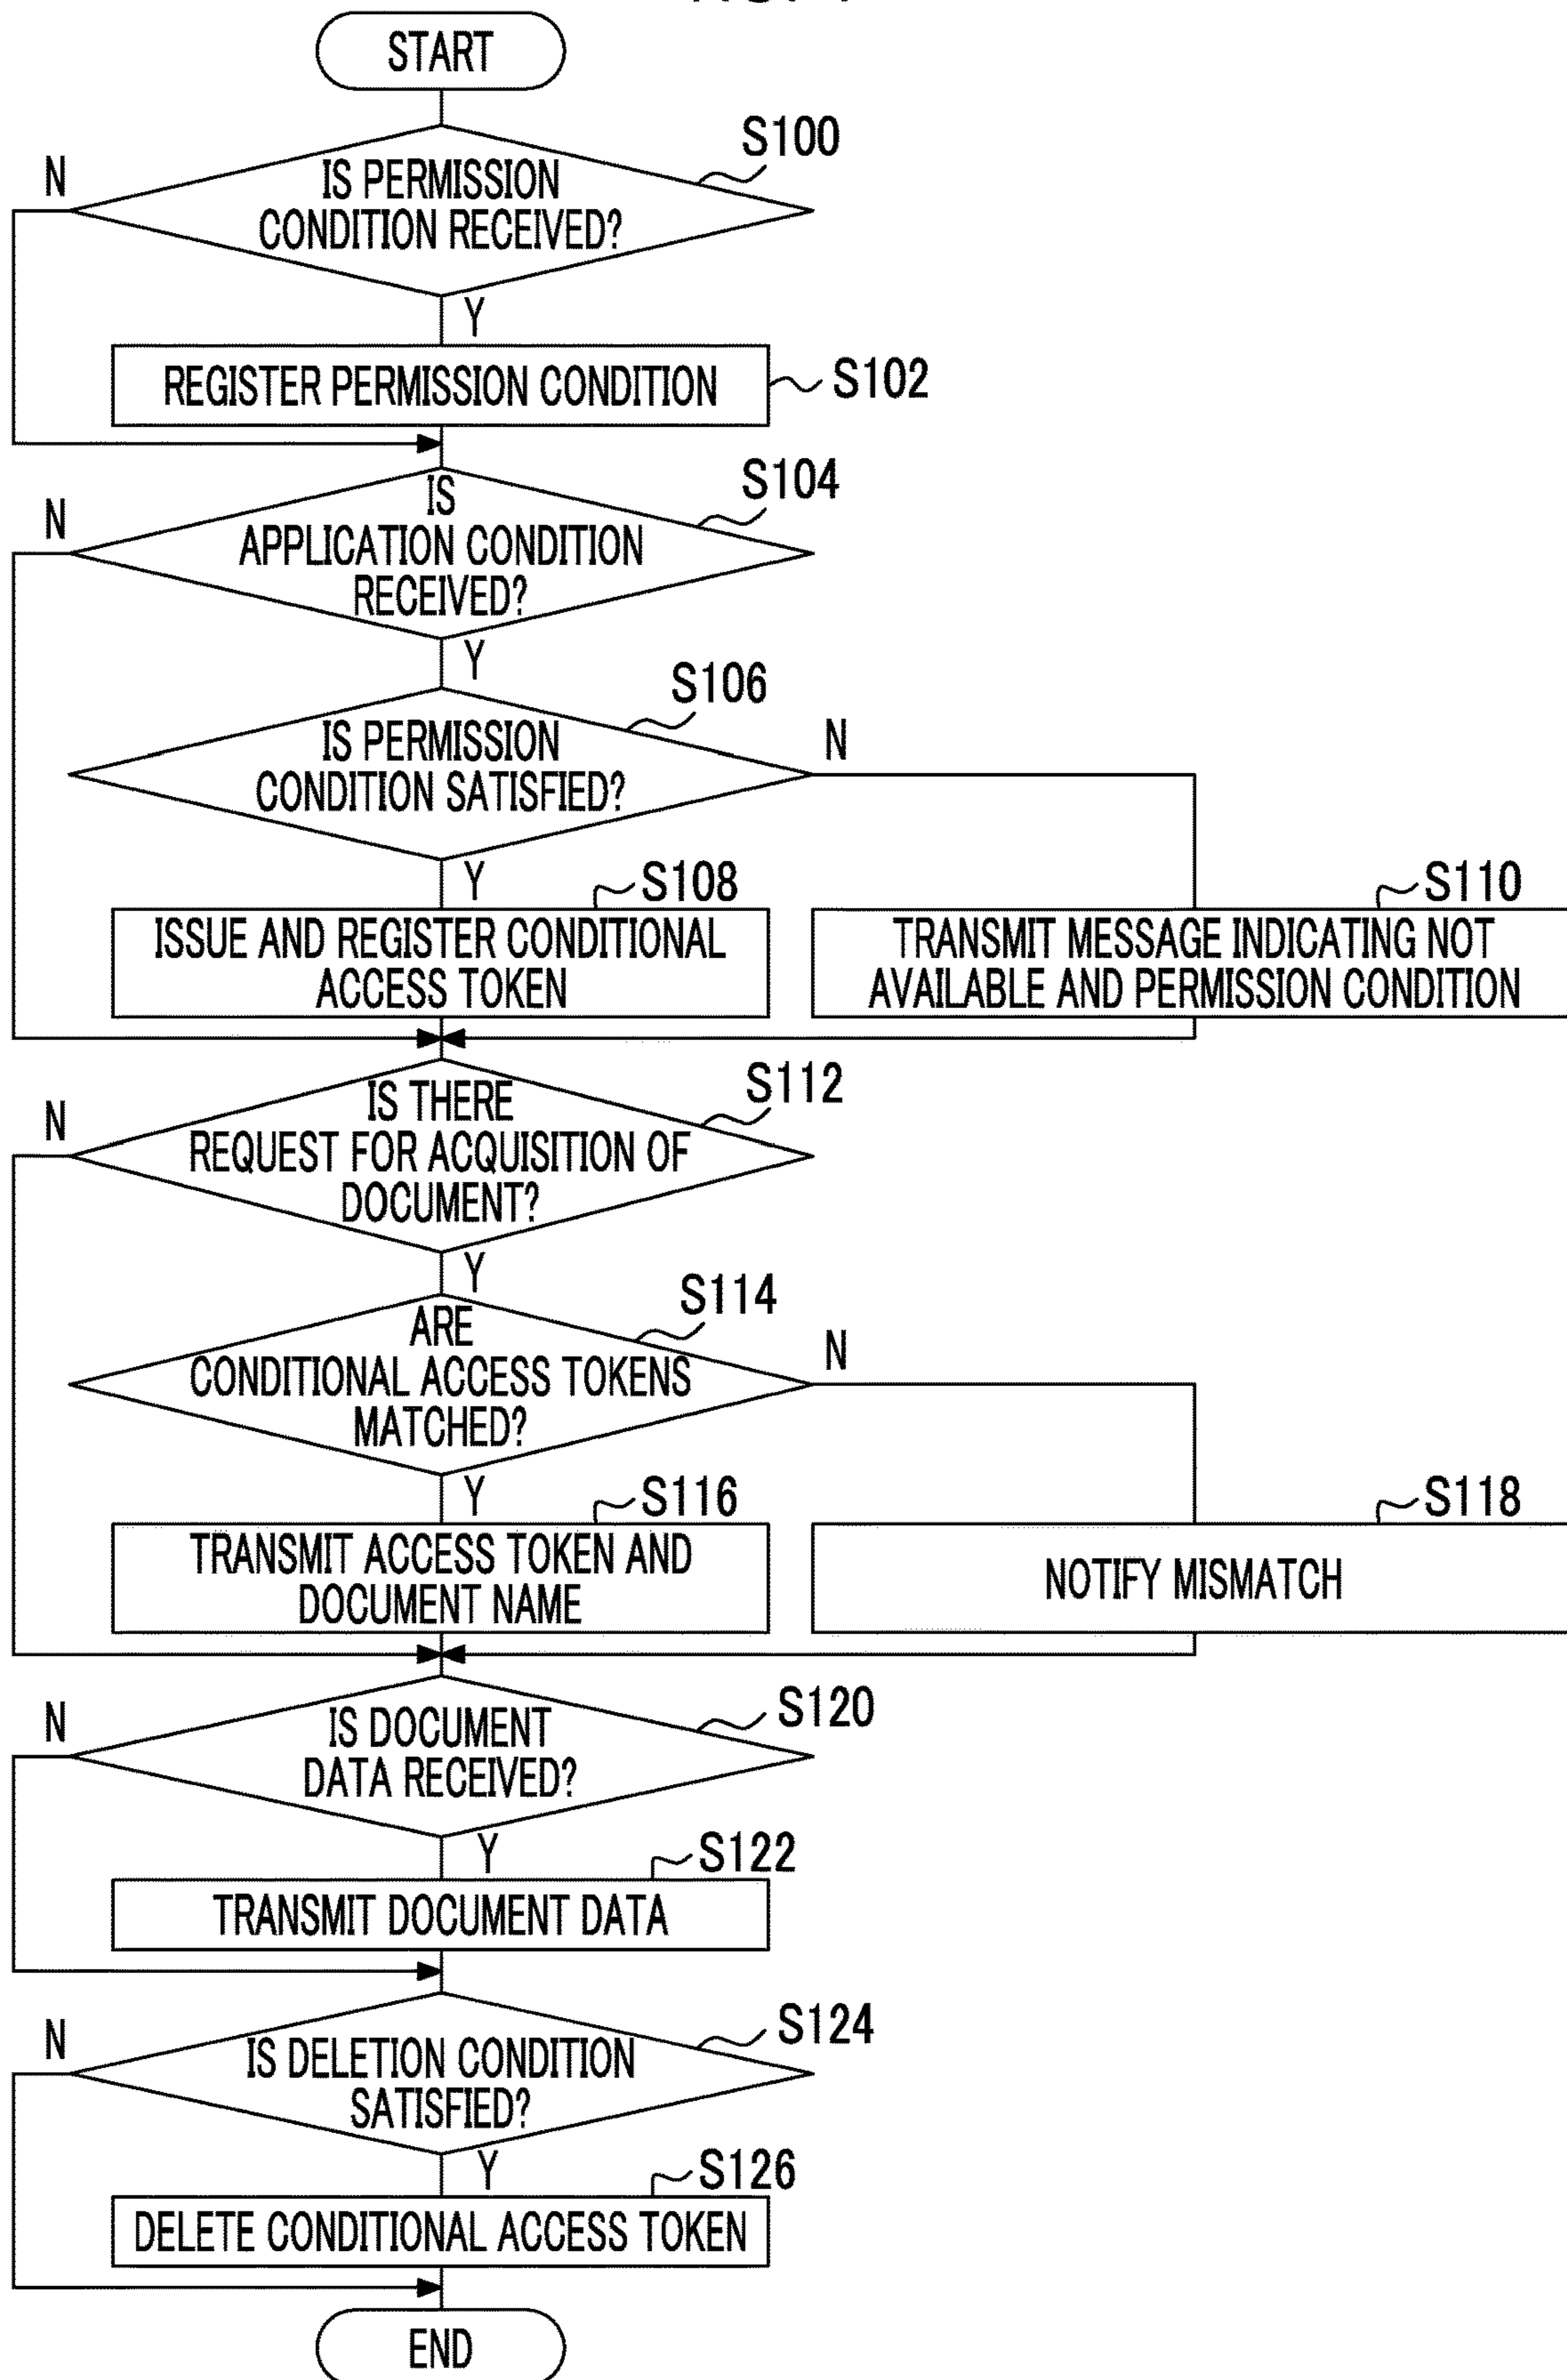 START
S100
N
IS PERMISSION
CONDITION RECEIVED?
Y
REGISTER PERMISSION CONDITION
S102
S104
N
IS
APPLICATION CONDITION
RECEIVED?
Y
S106
IS PERMISSION
CONDITION SATISFIED?
N
Y
S108
S110
ISSUE AND REGISTER CONDITIONAL
ACCESS TOKEN
TRANSMIT MESSAGE INDICATING NOT
AVAILABLE AND PERMISSION CONDITION
S112
N
IS THERE
REQUEST FOR ACQUISITION OF
DOCUMENT?
Y
S114
ARE
CONDITIONAL ACCESS TOKENS
MATCHED?
N
Y
S116
S118
TRANSMIT ACCESS TOKEN AND
DOCUMENT NAME
NOTIFY MISMATCH
S120
N
IS DOCUMENT
DATA RECEIVED?
Y
S122
TRANSMIT DOCUMENT DATA
S124
N
IS DELETION CONDITION
SATISFIED?
Y
S126
DELETE CONDITIONAL ACCESS TOKEN
END